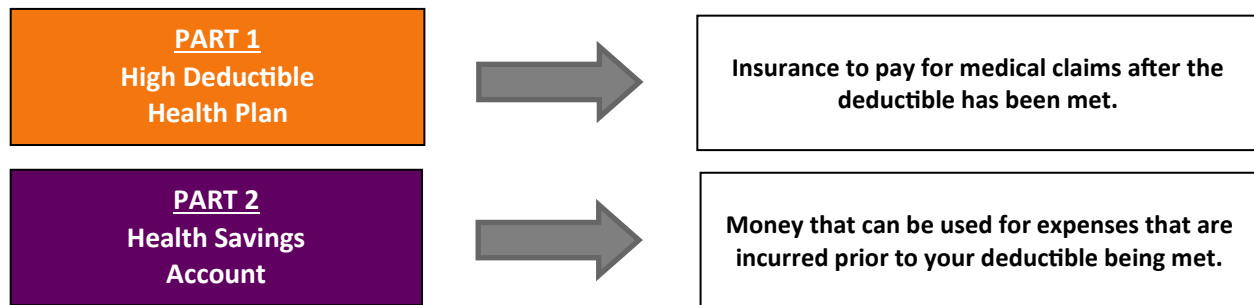 PART 1
High Deductible
Health Plan
Insurance to pay for medical claims after the
deductible has been met.
PART 2
Health Savings
Account
Money that can be used for expenses that are
incurred prior to your deductible being met.